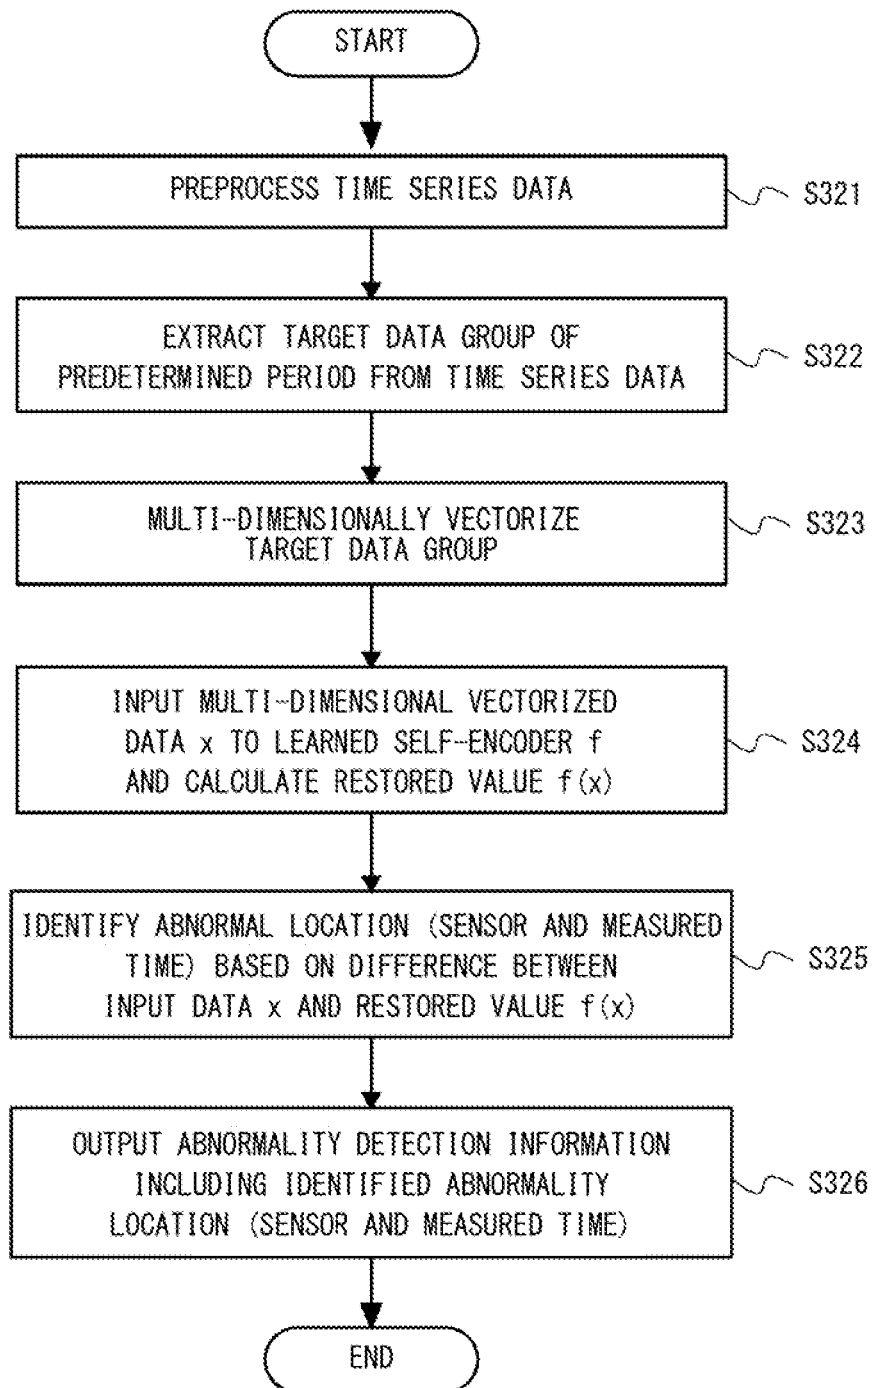 START
PREPROCESS TIME SERIES DATA
S321
EXTRACT TARGET DATA GROUP OF
PREDETERMINED PERIOD FROM TIME SERIES DATA
S322
MULTI-DIMENSIONALLY VECTORIZE
TARGET DATA GROUP
S323
INPUT MULTI-DIMENSIONAL VECTORIZED
DATA x TO LEARNED SELF-ENCODER f
AND CALCULATE RESTORED VALUE f(x)
S324
IDENTIFY ABNORMAL LOCATION (SENSOR AND MEASURED
TIME) BASED ON DIFFERENCE BETWEEN
INPUT DATA x AND RESTORED VALUE f(x)
S325
OUTPUT ABNORMALITY DETECTION INFORMATION
INCLUDING IDENTIFIED ABNORMALITY
LOCATION (SENSOR AND MEASURED TIME)
S326
END